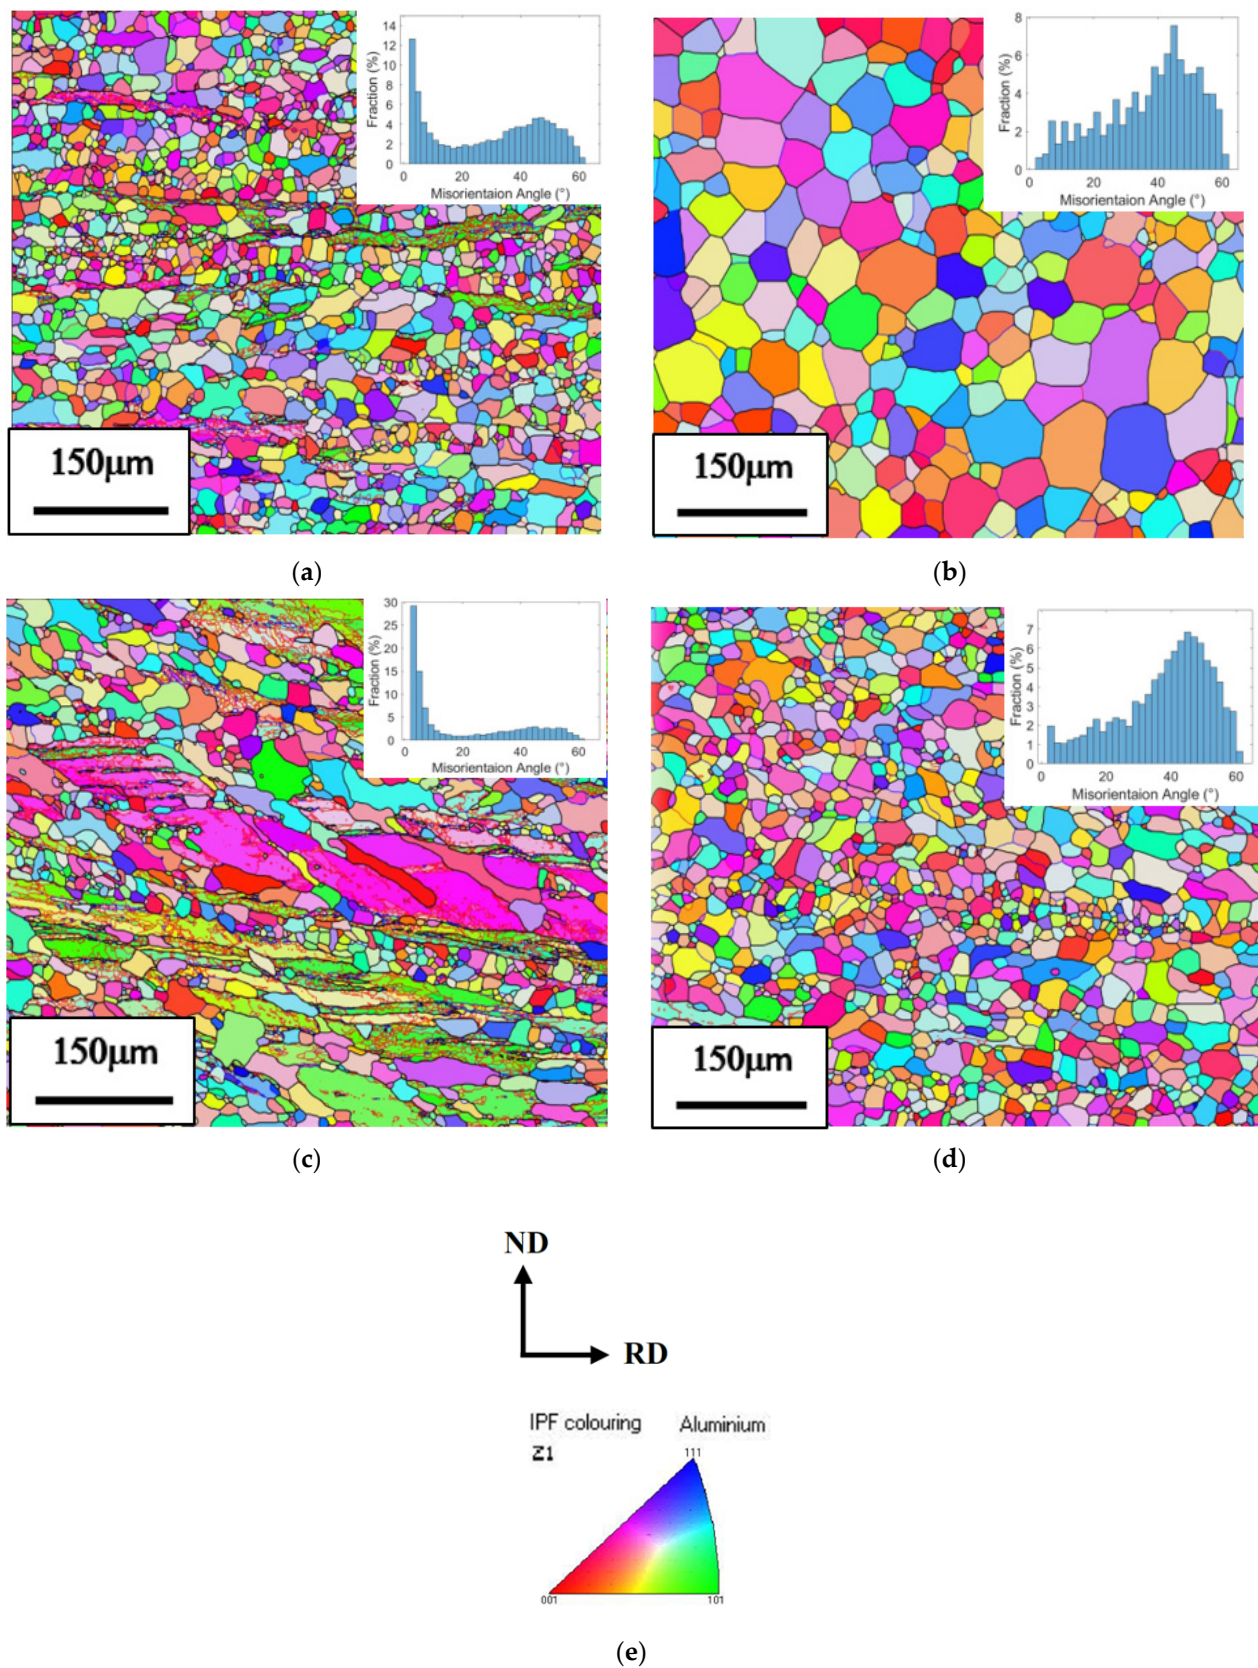 14
12
10
8
6
4
2
0
Fraction (%)
0 20 40 60
Misorientaion Angle (°)
150μm
(a)
8
6
4
2
0
Fraction (%)
0 20 40 60
Misorientaion Angle (°)
150μm
(b)
30
25
20
15
10
5
0
Fraction (%)
0 20 40 60
Misorientaion Angle (°)
150μm
(c)
7
6
5
4
3
2
1
0
Fraction (%)
0 20 40 60
Misorientaion Angle (°)
150μm
(d)
ND
RD
IPF colouring Aluminium
Z1
111
001 101
(e)